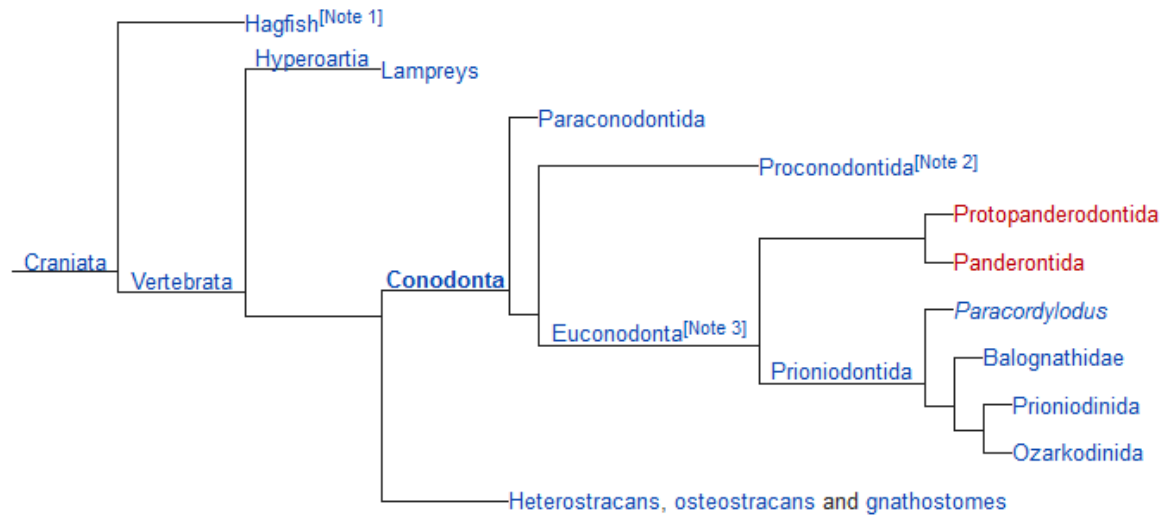 Hagfish[Note 1]
Hyperoartia
Lampreys
Paraconodontida
Proconodontida[Note 2]
Protopanderodontida
Panderontida
Craniata
Vertebrata
Conodonta
Paracordylodus
Euconodonta[Note 3]
Balognathidae
Prioniodontida
Prioniodinida
Ozarkodinida
Heterostracans, osteostracans and gnathostomes